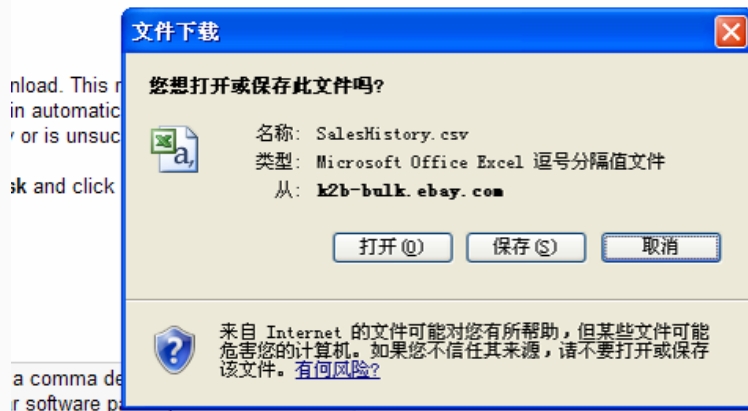 文件下载
nload. This r
in automatic
您想打开或保存此文件吗?
or is unsuc
名称: SalesHistory.csv
类型: Microsoft Office Excel 逗号分隔值文件
sk and click
从: k2b-bulk.ebay.com
打开(O) 保存(S) 取消
来自 Internet 的文件可能对您有所帮助，但某些文件可能
危害您的计算机。如果您不信任其来源，请不要打开或保存
该文件。有何风险?
a comma de
r software pa